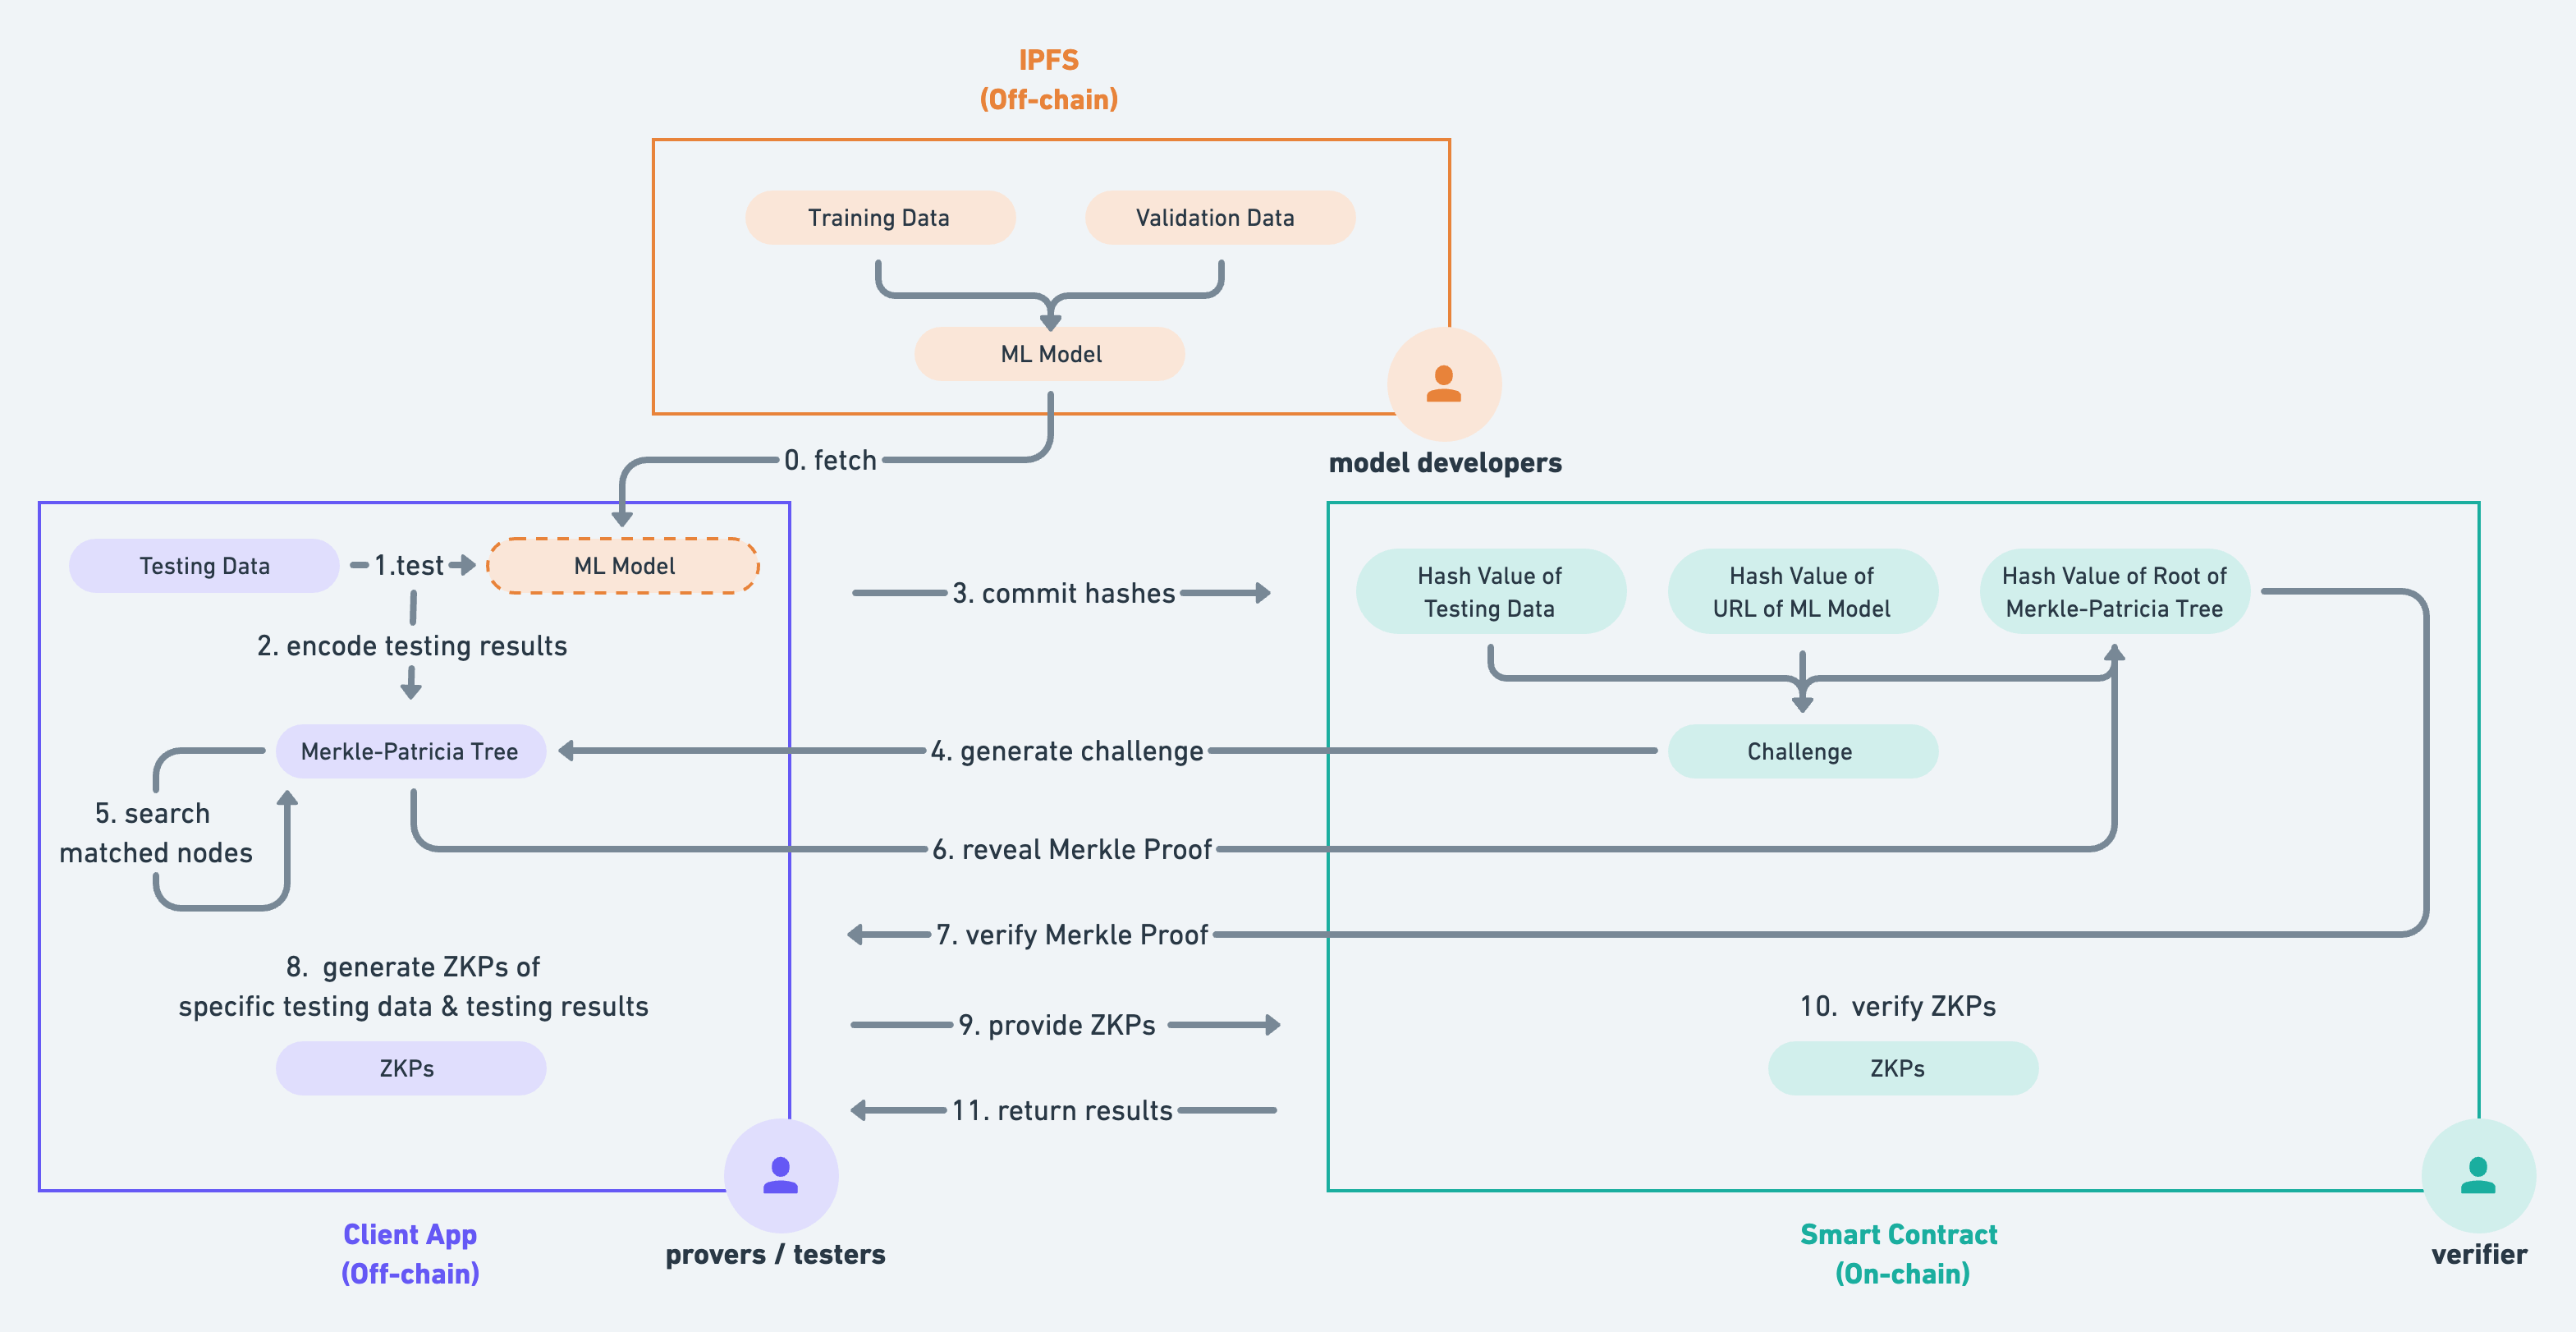 IPFS
(Off-chain)
Training Data
Validation Data
ML Model
model developers
0. fetch
Testing Data
1.test
ML Model
2. encode testing results
Merkle-Patricia Tree
5. search
matched nodes
8. generate ZKPs of
specific testing data & testing results
ZKPs
provers / testers
Client App
(Off-chain)
3. commit hashes
4. generate challenge
6. reveal Merkle Proof
7. verify Merkle Proof
9. provide ZKPs
11. return results
Hash Value of
Testing Data
Hash Value of
URL of ML Model
Hash Value of Root of
Merkle-Patricia Tree
Challenge
10. verify ZKPs
ZKPs
Smart Contract
(On-chain)
verifier